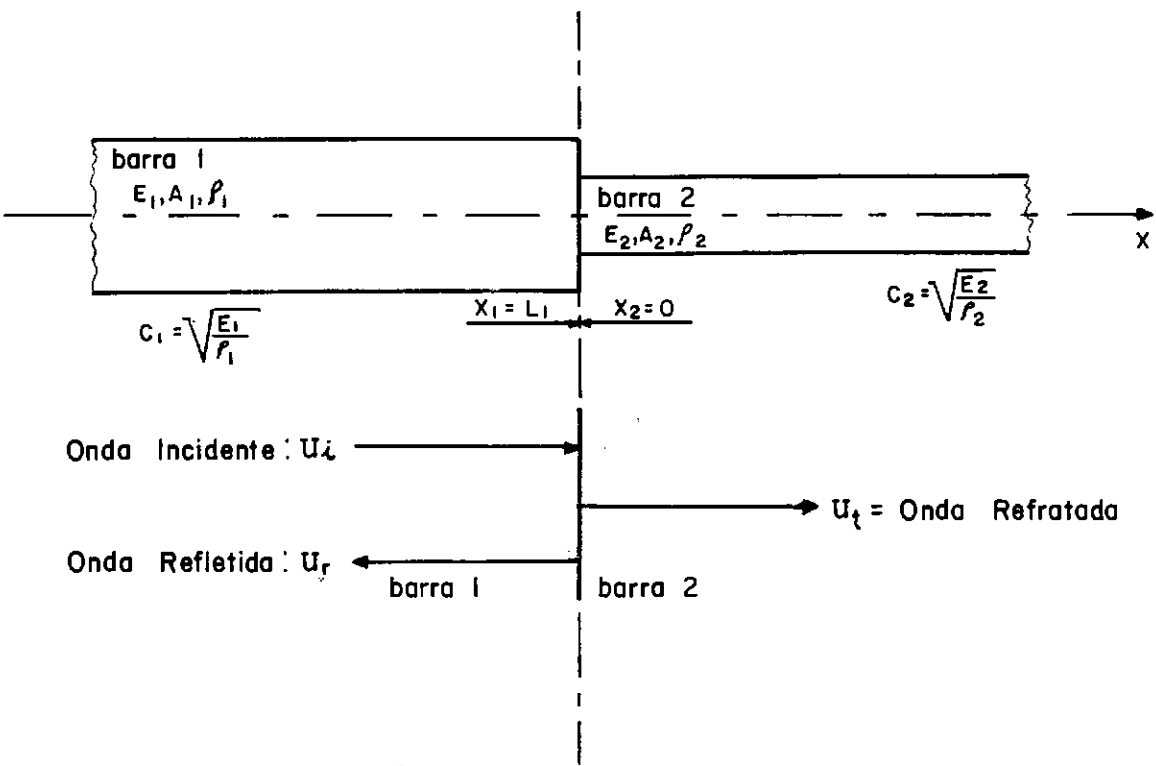 barra 1
E₁, A₁, ρ₁
barra 2
E₂, A₂, ρ₂
X
C₁ = √(E₁/ρ₁)
X₁ = L₁
X₂ = 0
C₂ = √(E₂/ρ₂)
Onda Incidente : Ui
Ut = Onda Refratada
Onda Refletida : Ur
barra 1
barra 2